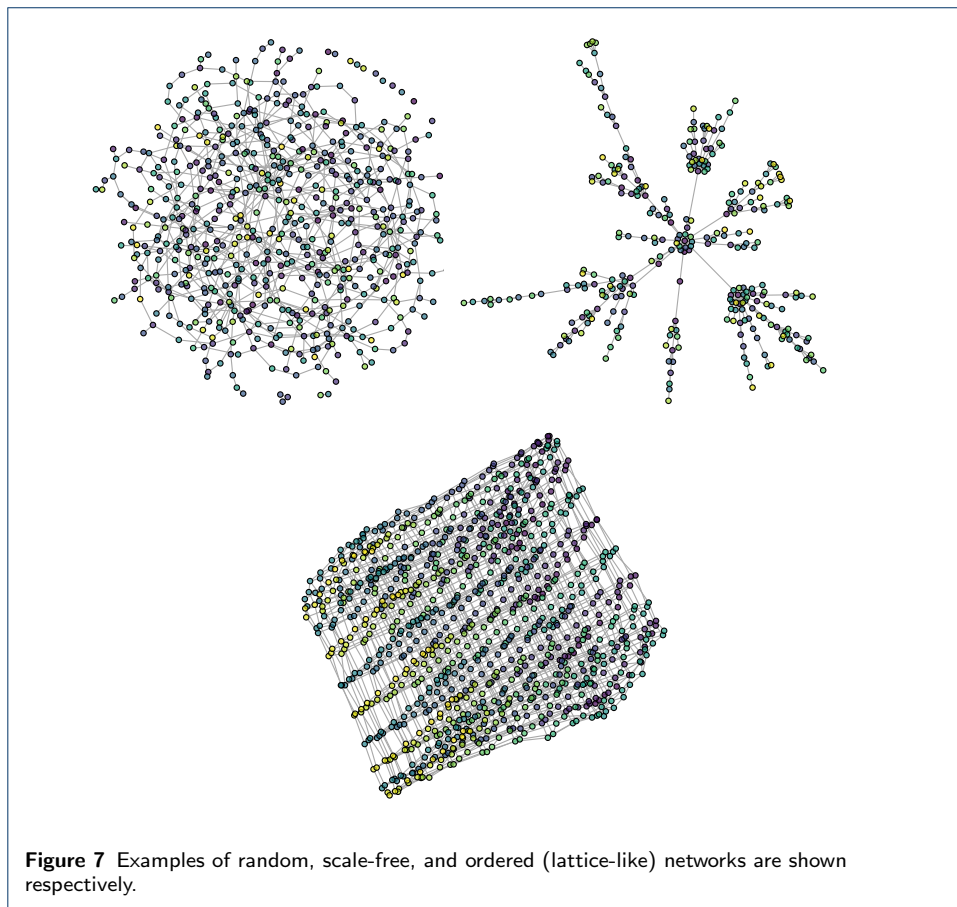 Figure 7 Examples of random, scale-free, and ordered (lattice-like) networks are shown
respectively.